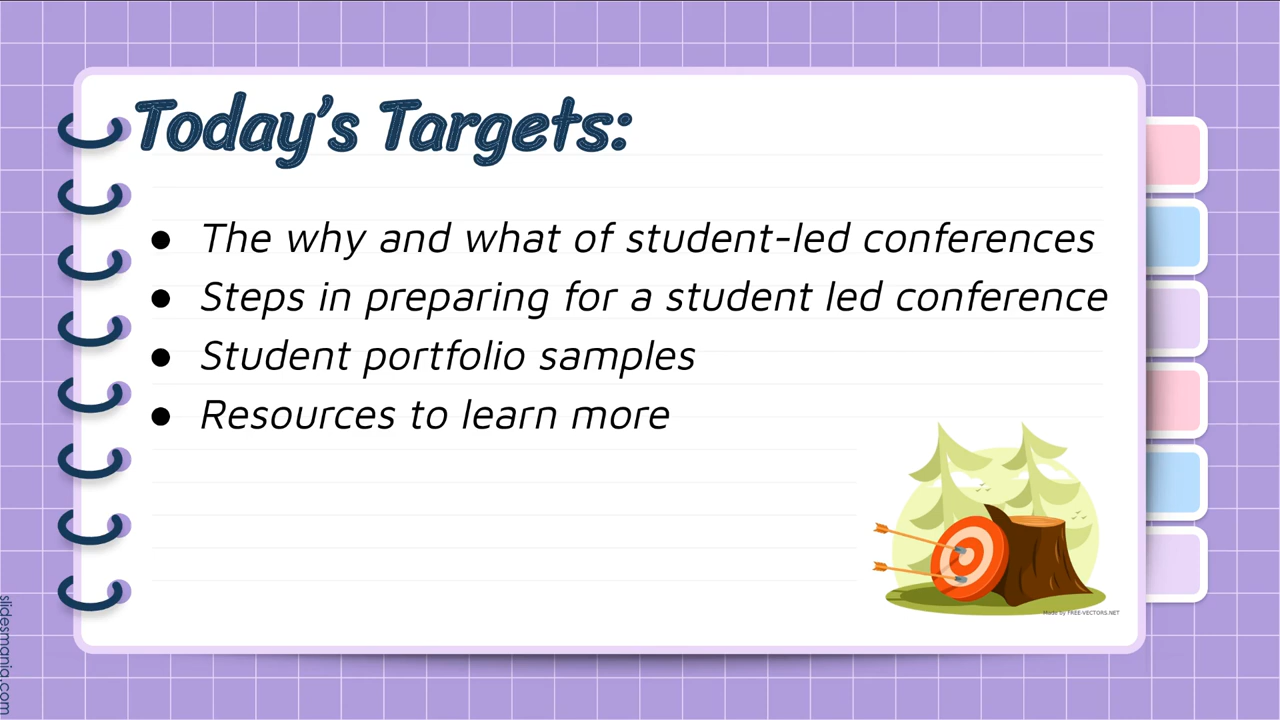 Today's Targets:
● The why and what of student-led conferences
● Steps in preparing for a student led conference
● Student portfolio samples
● Resources to learn more
Made by FREE-VECTORS.NET
slidesmania.com